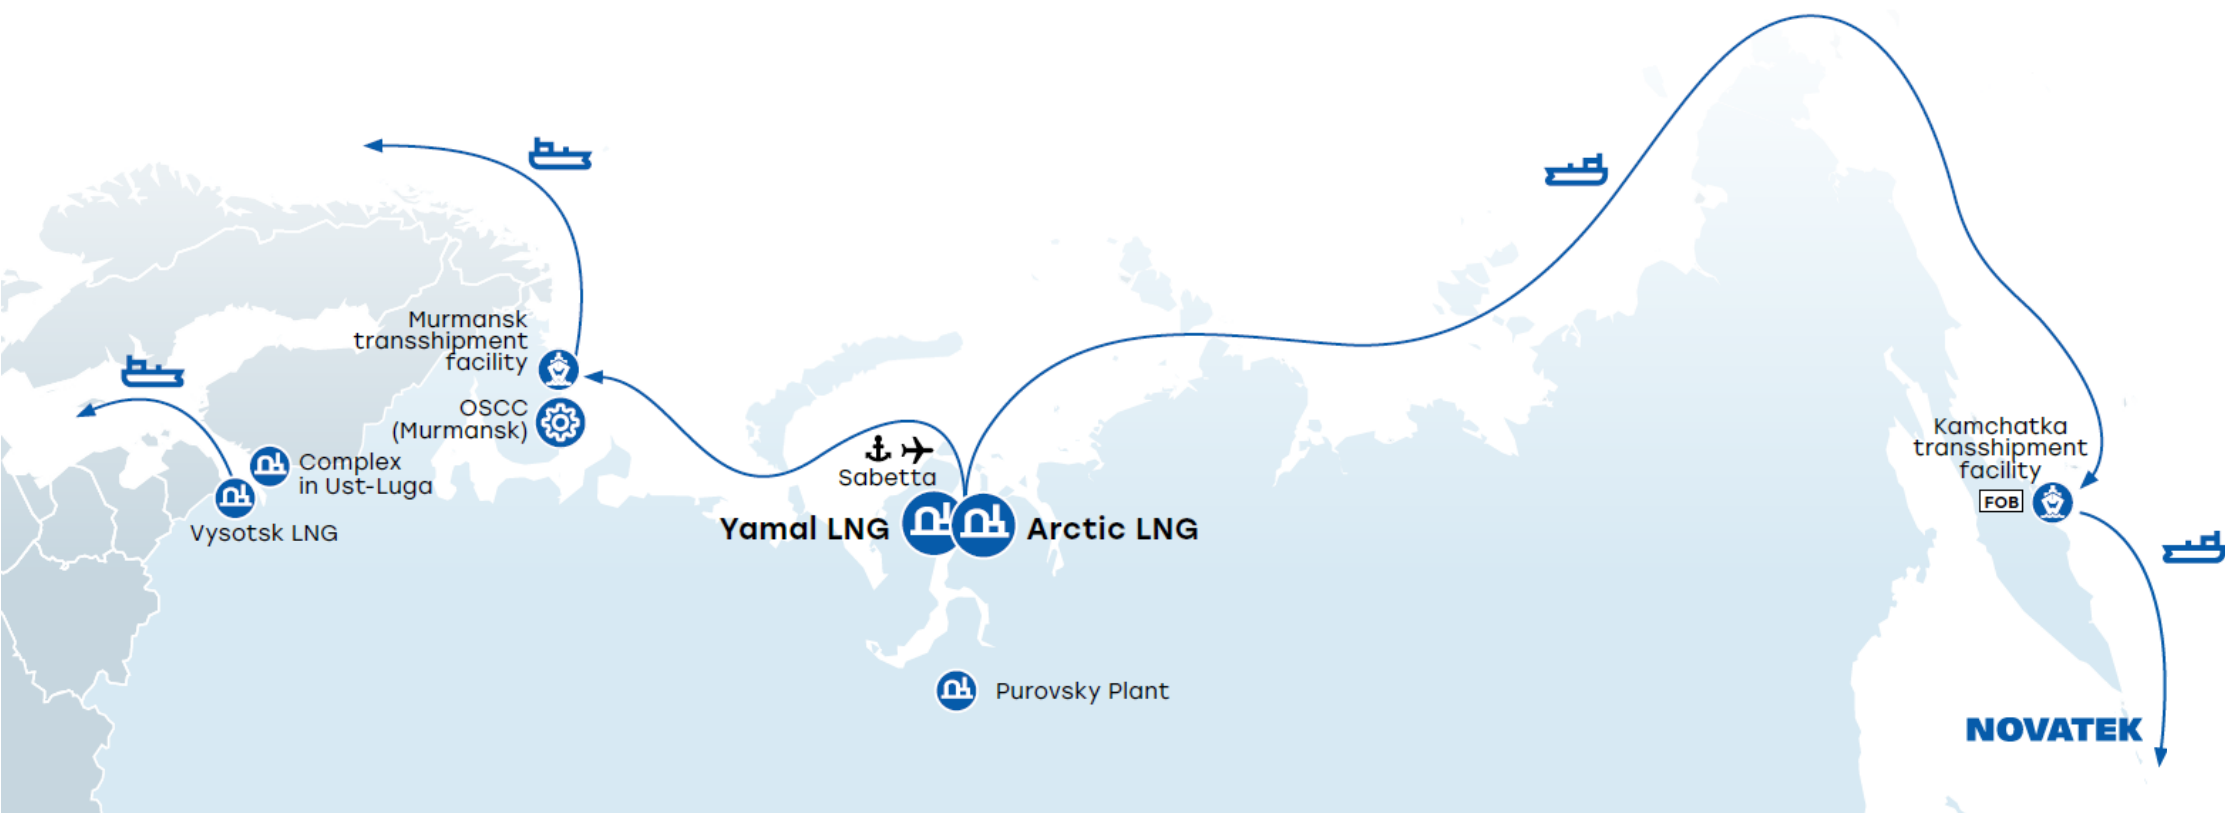 Murmansk
transshipment
facility
OSCC
(Murmansk)
Complex
in Ust-Luga
Vysotsk LNG
Sabetta
Yamal LNG
Arctic LNG
Purovsky Plant
Kamchatka
transshipment
facility
FOB
NOVATEK